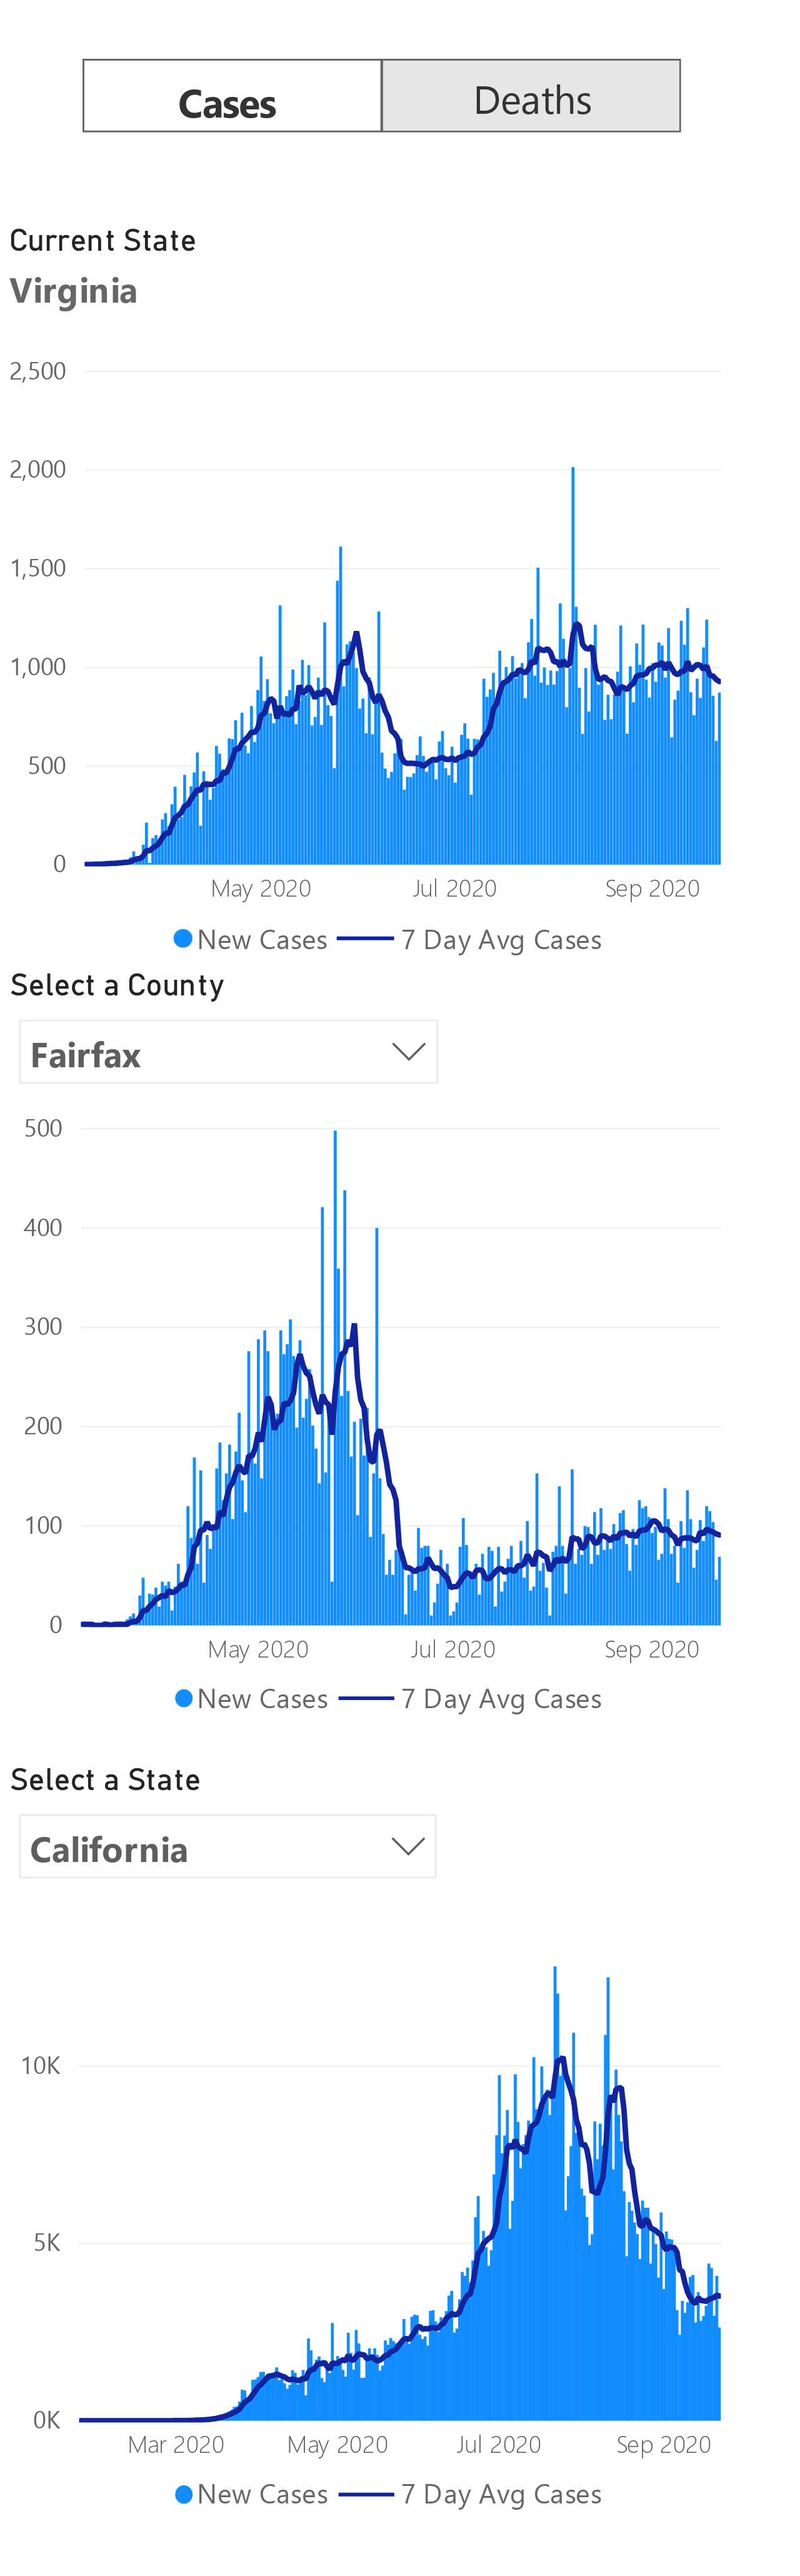 Cases Deaths
Current State
Virginia
2,500
2,000
1,500
1,000
500
0
May 2020 Jul 2020 Sep 2020
New Cases 7 Day Avg Cases
Select a County
Fairfax
500
400
300
200
100
0
May 2020 Jul 2020 Sep 2020
New Cases 7 Day Avg Cases
Select a State
California
10K
5K
0K
Mar 2020 May 2020 Jul 2020 Sep 2020
New Cases 7 Day Avg Cases